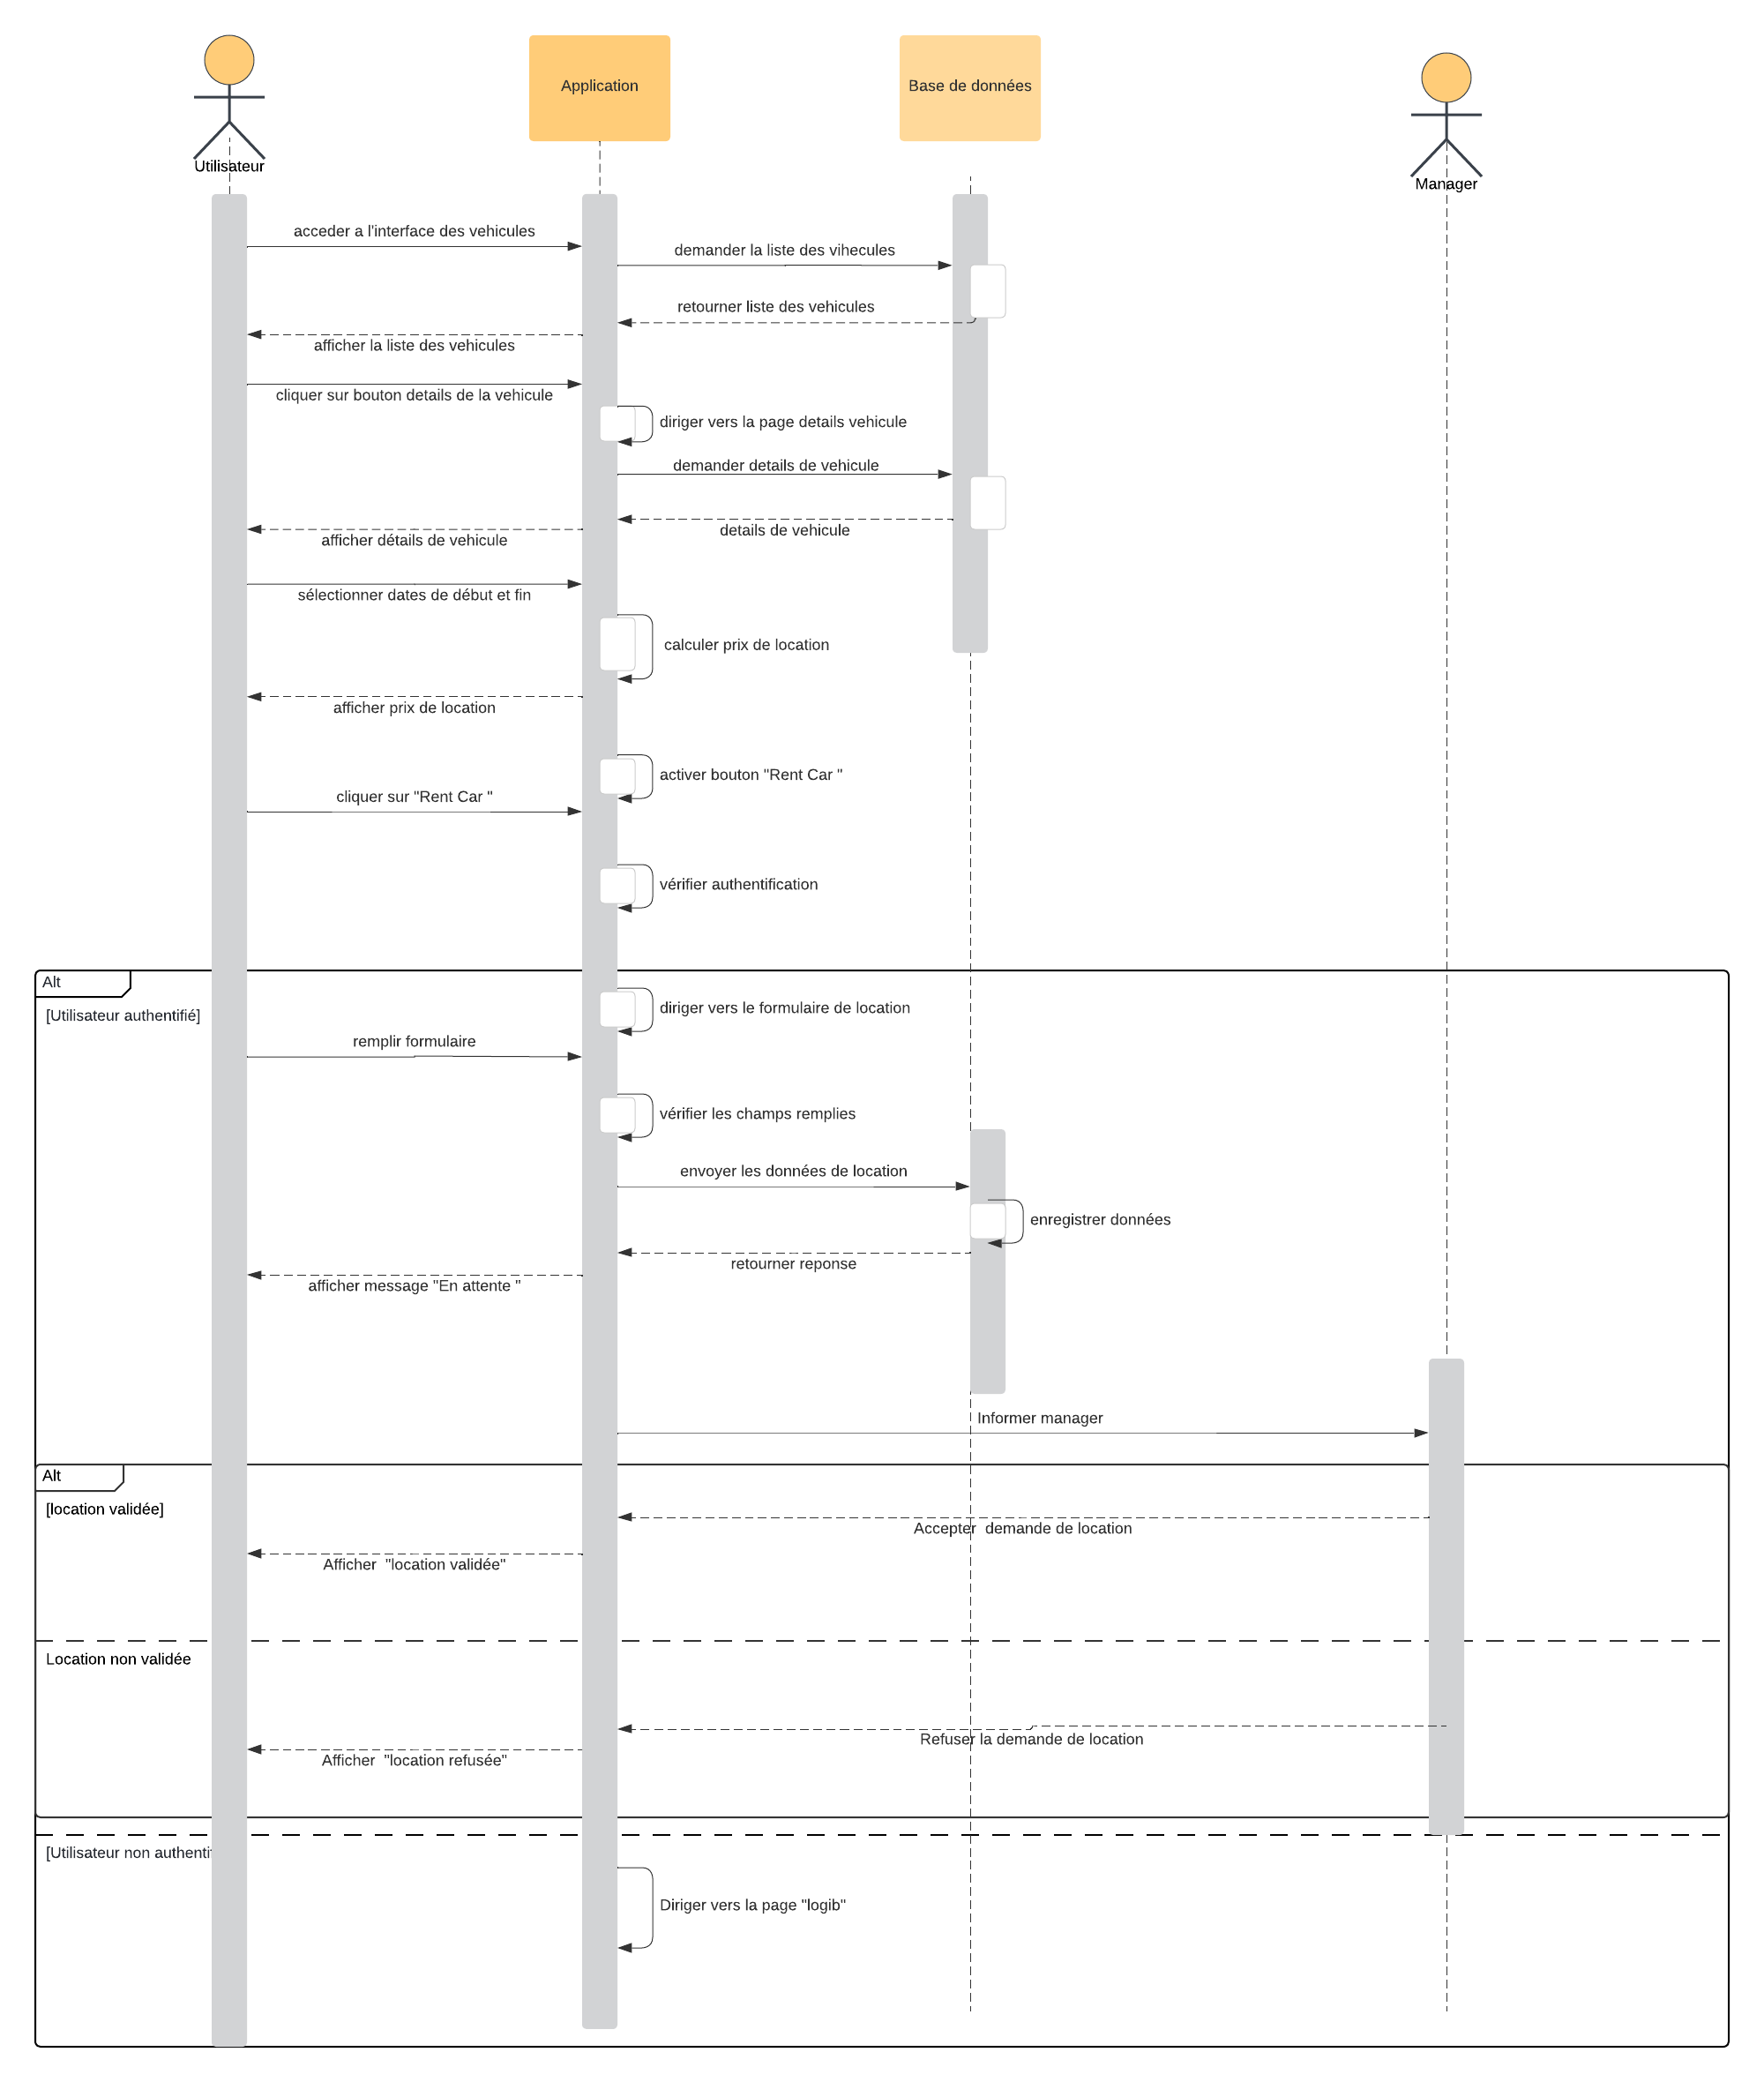 Utilisateur
Application
Base de données
Manager
acceder a l'interface des vehicules
demander la liste des vihecules
retourner liste des vehicules
afficher la liste des vehicules
cliquer sur bouton details de la vehicule
diriger vers la page details vehicule
demander details de vehicule
details de vehicule
afficher détails de vehicule
sélectionner dates de début et fin
calculer prix de location
afficher prix de location
activer bouton "Rent Car "
cliquer sur "Rent Car "
vérifier authentification
Alt
[Utilisateur authentifié]
diriger vers le formulaire de location
remplir formulaire
vérifier les champs remplies
envoyer les données de location
enregistrer données
retourner reponse
afficher message "En attente "
Informer manager
Alt
[location validée]
Accepter  demande de location
Afficher  "location validée"
Location non validée
Refuser la demande de location
Afficher  "location refusée"
[Utilisateur non
Diriger vers la page "logib"